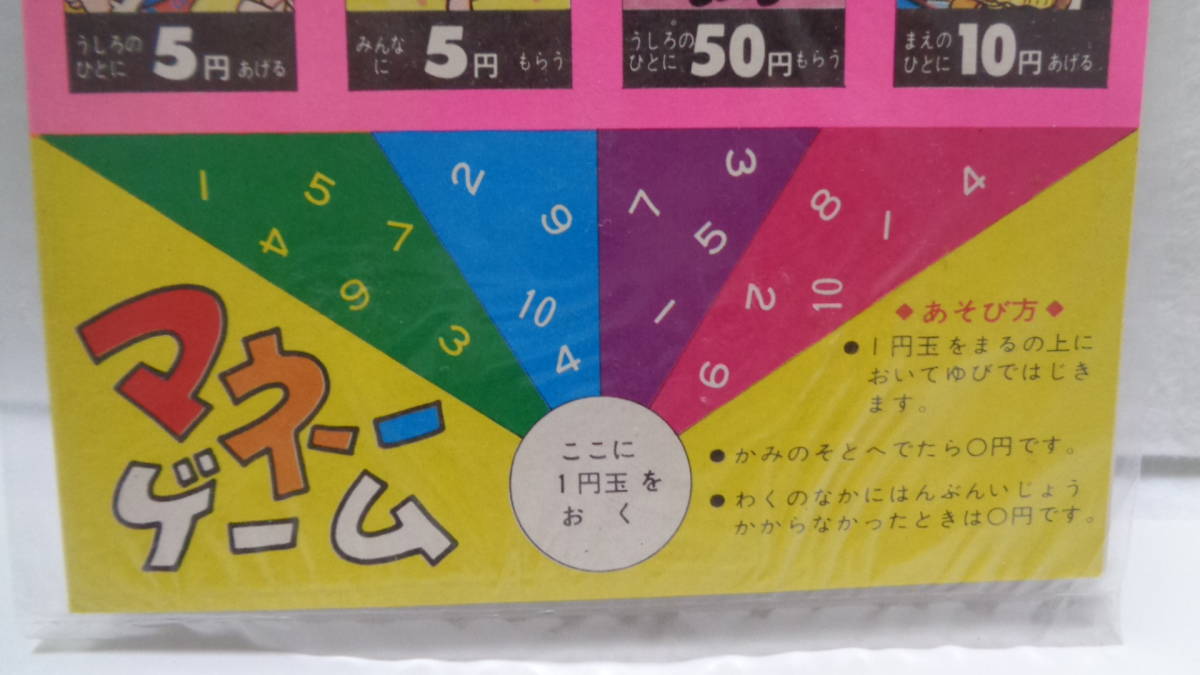 うしろの
ひとに 5円 あげる
みんな
に 5円 もらう
うしろの
ひとに 50円 もらう
まえの
ひとに 10円 あげる
1 5 4 7 6 3
2 6 10 4
3 7 5 1
8 4 1 2 10 6
マネー
ゲーム
ここに
1円玉を
おく
◆あそび方◆
●1円玉をまるの上に
おいてゆびではじき
ます。
●かみのそとへでたら〇円です。
●わくのなかにはんぶんいじょう
かからなかったときは〇円です。